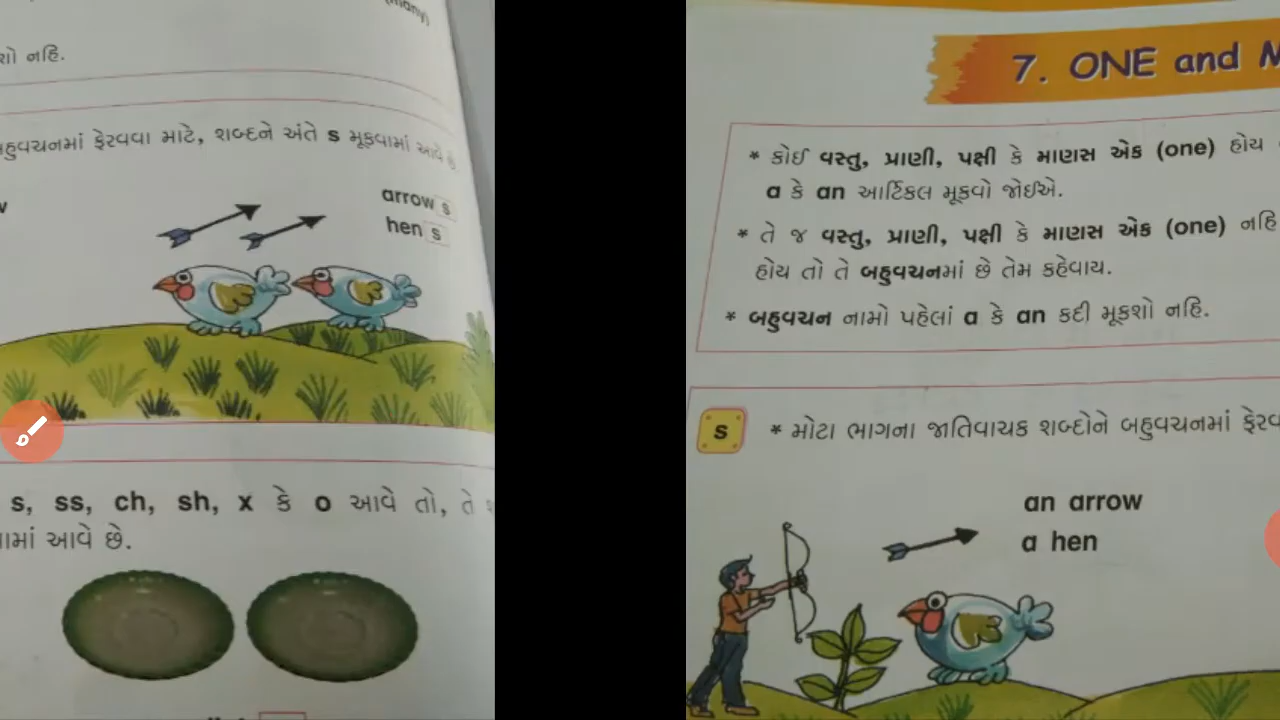 (many)
નહિ.
બહુવચનમાં ફેરવવા માટે, શબ્દને અંતે s મૂકવામાં આવે છે
arrow s
hen s
s, ss, ch, sh, x કે o આવે તો, તે
આવે છે.
7. ONE and M
* કોઈ વસ્તુ, પ્રાણી, પક્ષી કે માણસ એક (one) હોય
a કે an આર્ટિકલ મૂકવો જોઈએ.
* તે જ વસ્તુ, પ્રાણી, પક્ષી કે માણસ એક (one) નહિ
હોય તો તે બહુવચનમાં છે તેમ કહેવાય.
* બહુવચન નામો પહેલાં a કે an કદી મૂકશો નહિ.
s * મોટા ભાગના જાતિવાચક શબ્દોને બહુવચનમાં ફેરવ
an arrow
a hen